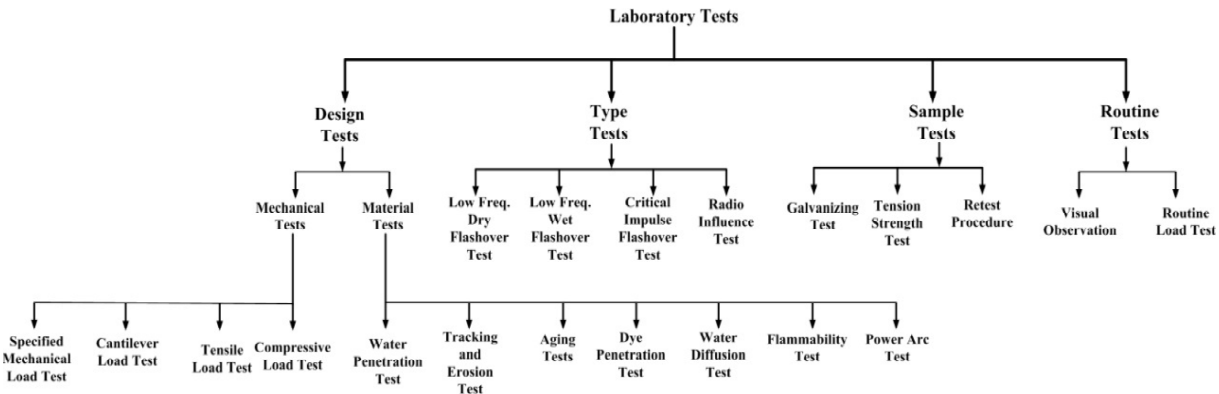 Laboratory Tests
Design
Tests
Type
Tests
Sample
Tests
Routine
Tests
Mechanical
Tests
Material
Tests
Low Freq.
Dry
Flashover
Test
Low Freq.
Wet
Flashover
Test
Critical
Impulse
Flashover
Test
Radio
Influence
Test
Galvanizing
Test
Tension
Strength
Test
Retest
Procedure
Visual
Observation
Routine
Load Test
Specified
Mechanical
Load Test
Cantilever
Load Test
Tensile
Load Test
Compressive
Load Test
Water
Penetration
Test
Tracking
and
Erosion
Test
Aging
Tests
Dye
Penetration
Test
Water
Diffusion
Test
Flammability
Test
Power Arc
Test